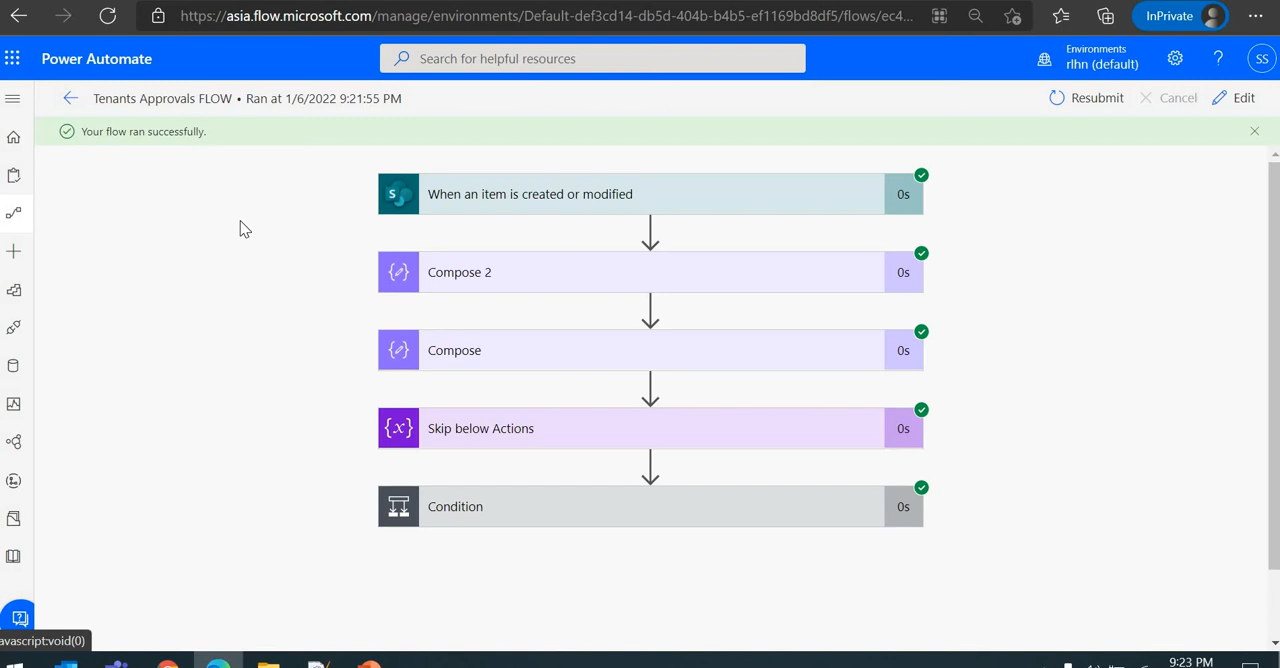 https://asia.flow.microsoft.com/manage/environments/Default-def3cd14-db5d-404b-b4b5-ef1169bd8df5/flows/ec4...
InPrivate
Power Automate
Search for helpful resources
Environments
rlhn (default)
?
SS
Tenants Approvals FLOW • Ran at 1/6/2022 9:21:55 PM
Resubmit
Cancel
Edit
Your flow ran successfully.
S
When an item is created or modified
0s
Compose 2
0s
Compose
0s
{x}
Skip below Actions
0s
Condition
0s
avascript:void(0)
9:23 PM